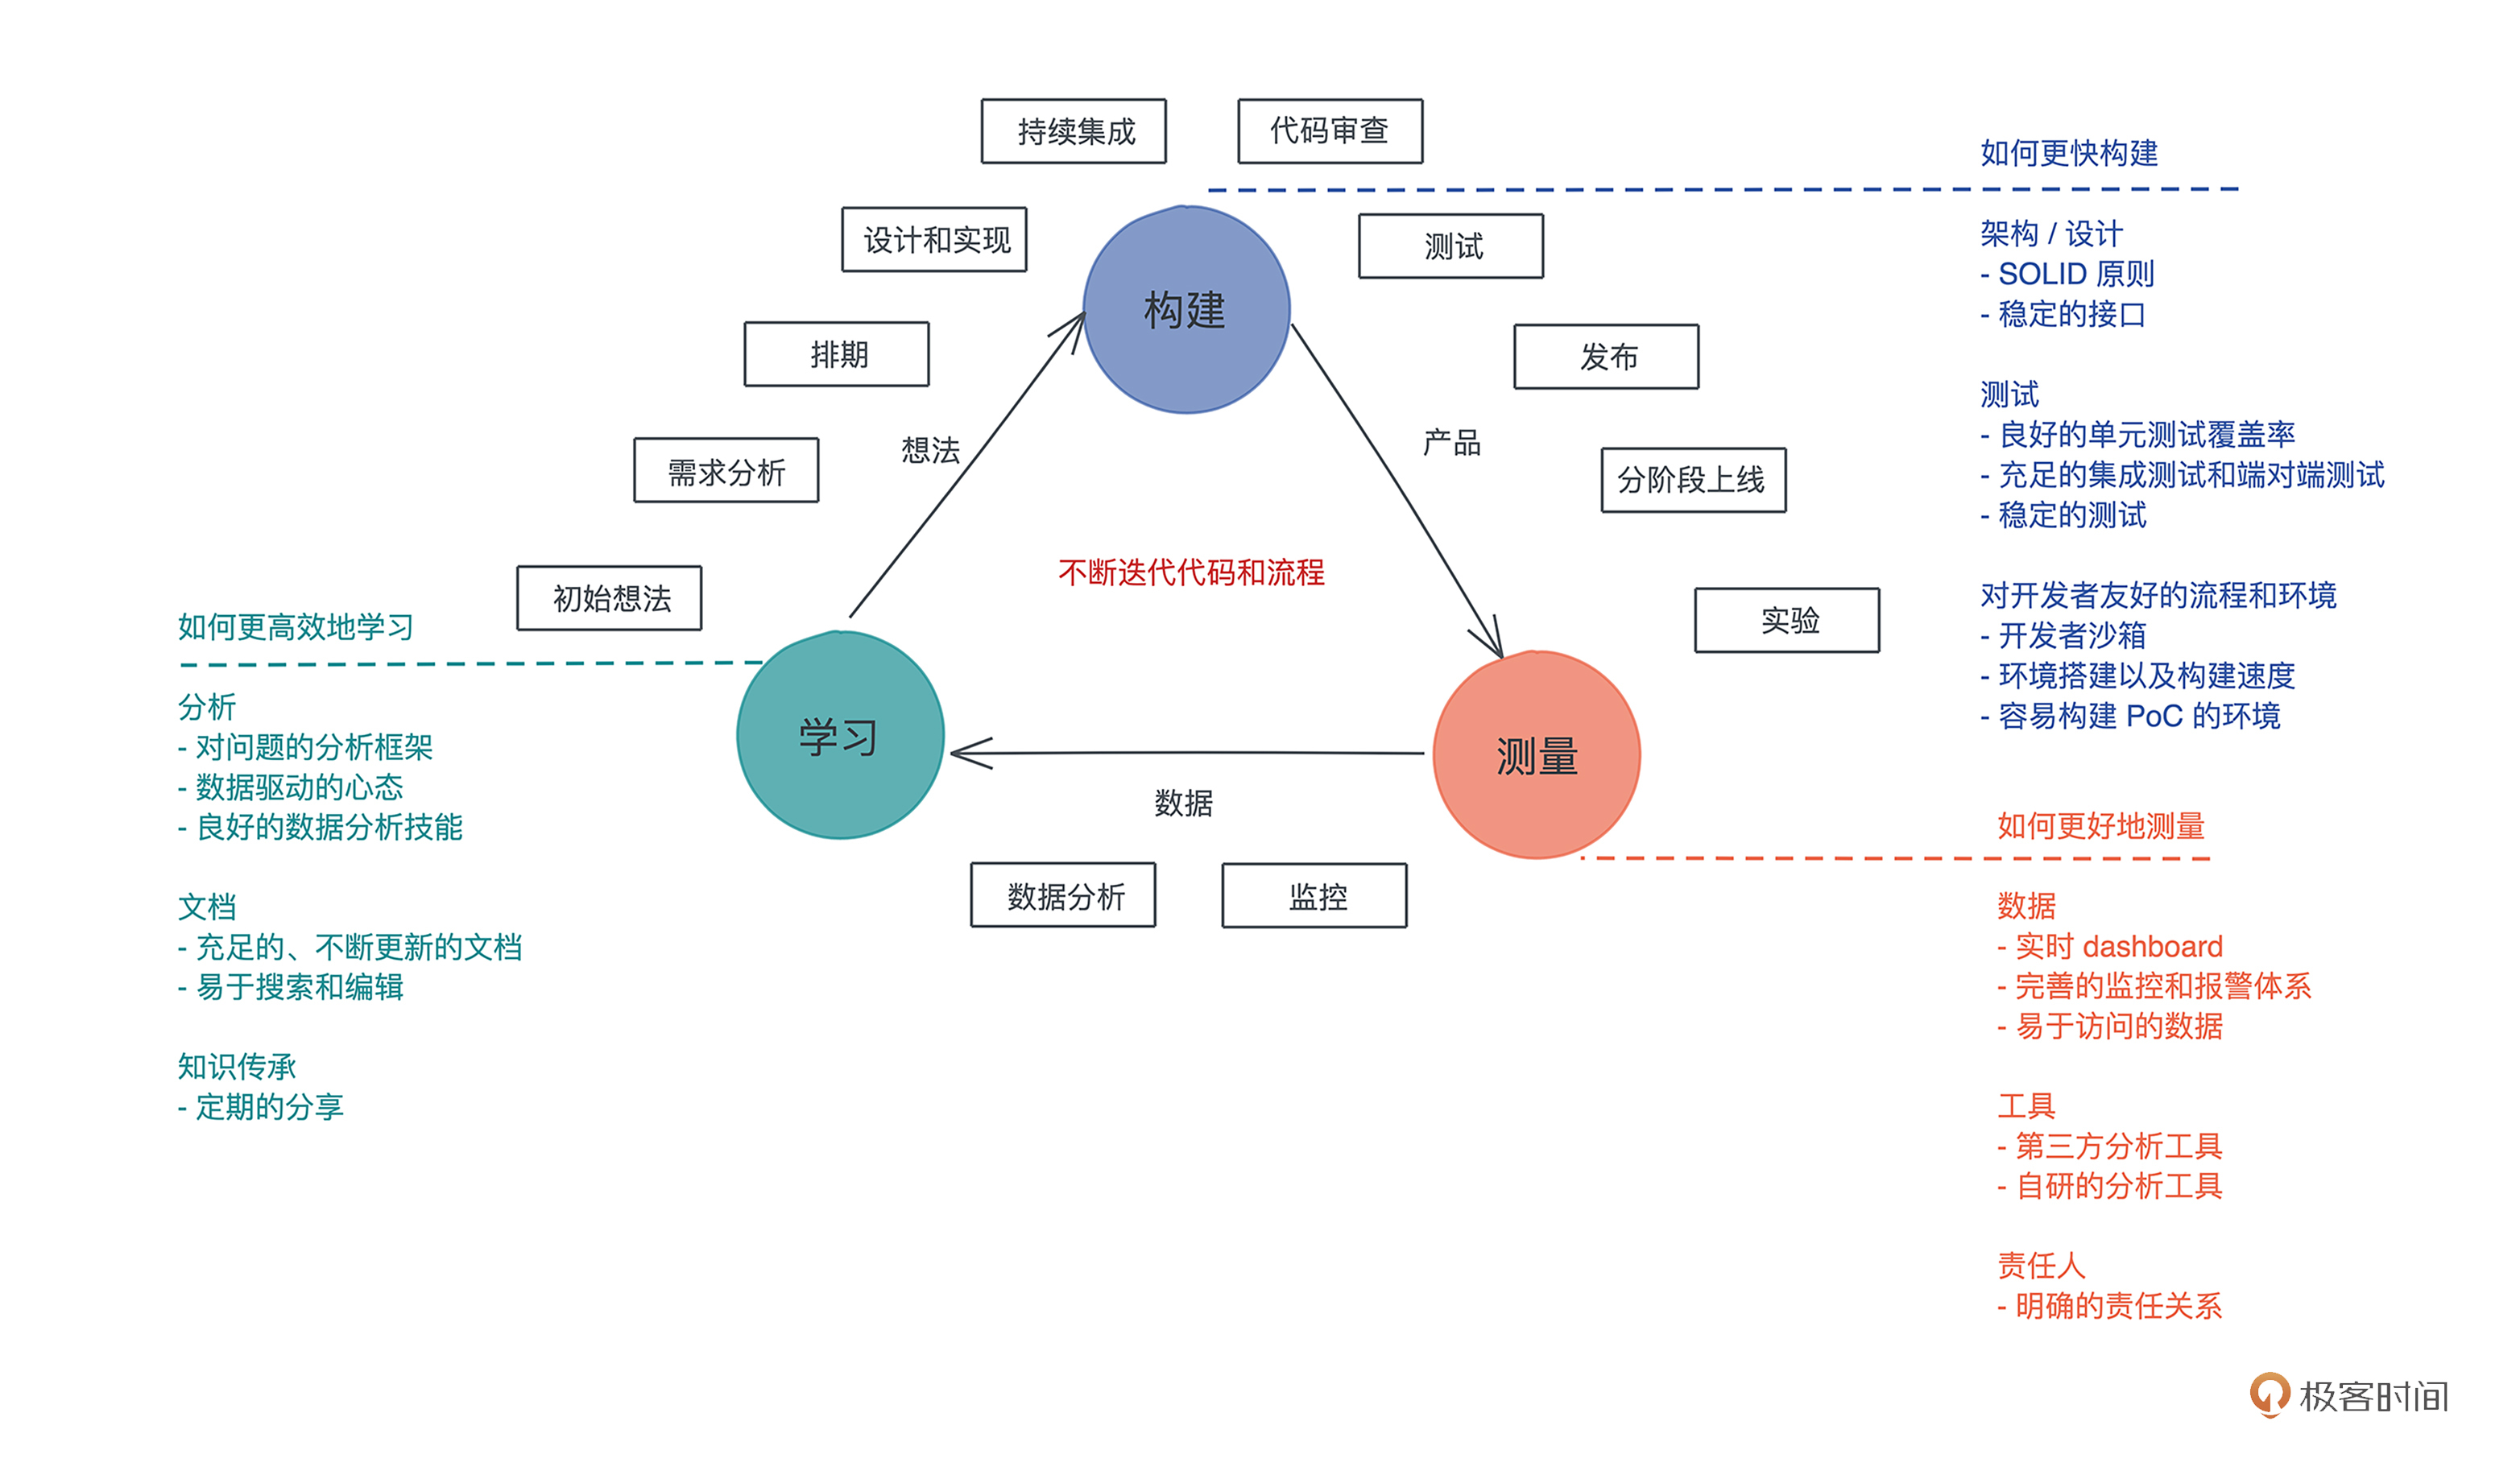 持续集成
代码审查
如何更快构建
设计和实现
测试
构建
架构 / 设计
- SOLID 原则
- 稳定的接口
排期
发布
想法
产品
需求分析
分阶段上线
测试
- 良好的单元测试覆盖率
- 充足的集成测试和端对端测试
- 稳定的测试
不断迭代代码和流程
初始想法
实验
对开发者友好的流程和环境
- 开发者沙箱
- 环境搭建以及构建速度
- 容易构建 PoC 的环境
如何更高效地学习
学习
测量
分析
- 对问题的分析框架
- 数据驱动的心态
- 良好的数据分析技能
数据
数据分析
监控
如何更好地测量
文档
- 充足的、不断更新的文档
- 易于搜索和编辑
数据
- 实时 dashboard
- 完善的监控和报警体系
- 易于访问的数据
知识传承
- 定期的分享
工具
- 第三方分析工具
- 自研的分析工具
责任人
- 明确的责任关系
极客时间